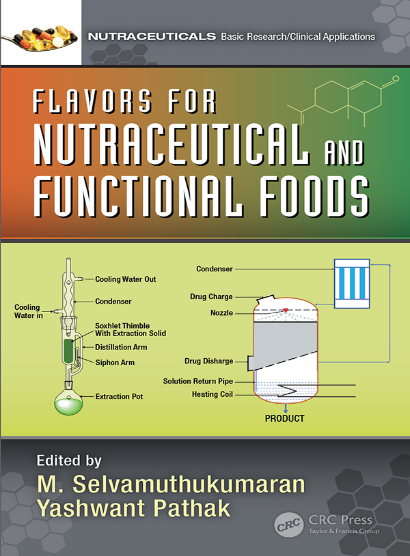 NUTRACEUTICALS Basic Research/Clinical Applications
FLAVORS FOR
NUTRACEUTICAL AND
FUNCTIONAL FOODS
Cooling Water Out
Condenser
Cooling
Water in
Soxhlet Thimble
With Extraction Solid
Distillation Arm
Siphon Arm
Extraction Pot
Condenser
Drug Charge
Nozzle
Drug Disharge
Solution Return Pipe
Heating Coil
PRODUCT
Edited by
M. Selvamuthukumaran
Yashwant Pathak
CRC
CRC Press
Taylor & Francis Group
O